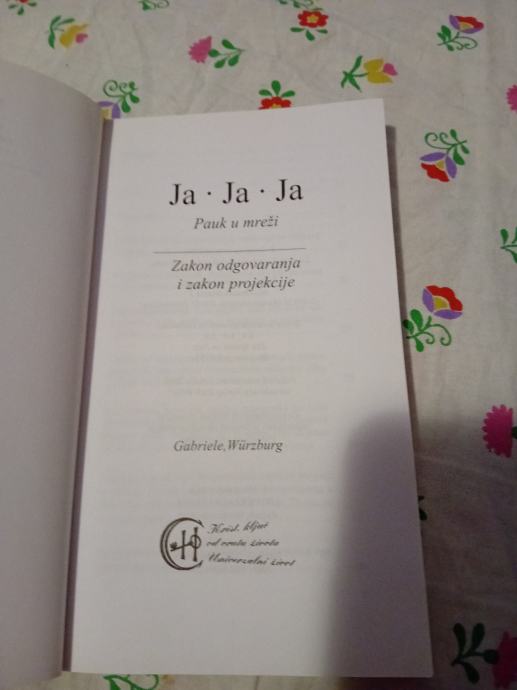 Ja · Ja · Ja
Pauk u mreži
Zakon odgovaranja
i zakon projekcije
Gabriele, Würzburg
Krist. ključ
od vrata života
Univerzalni život